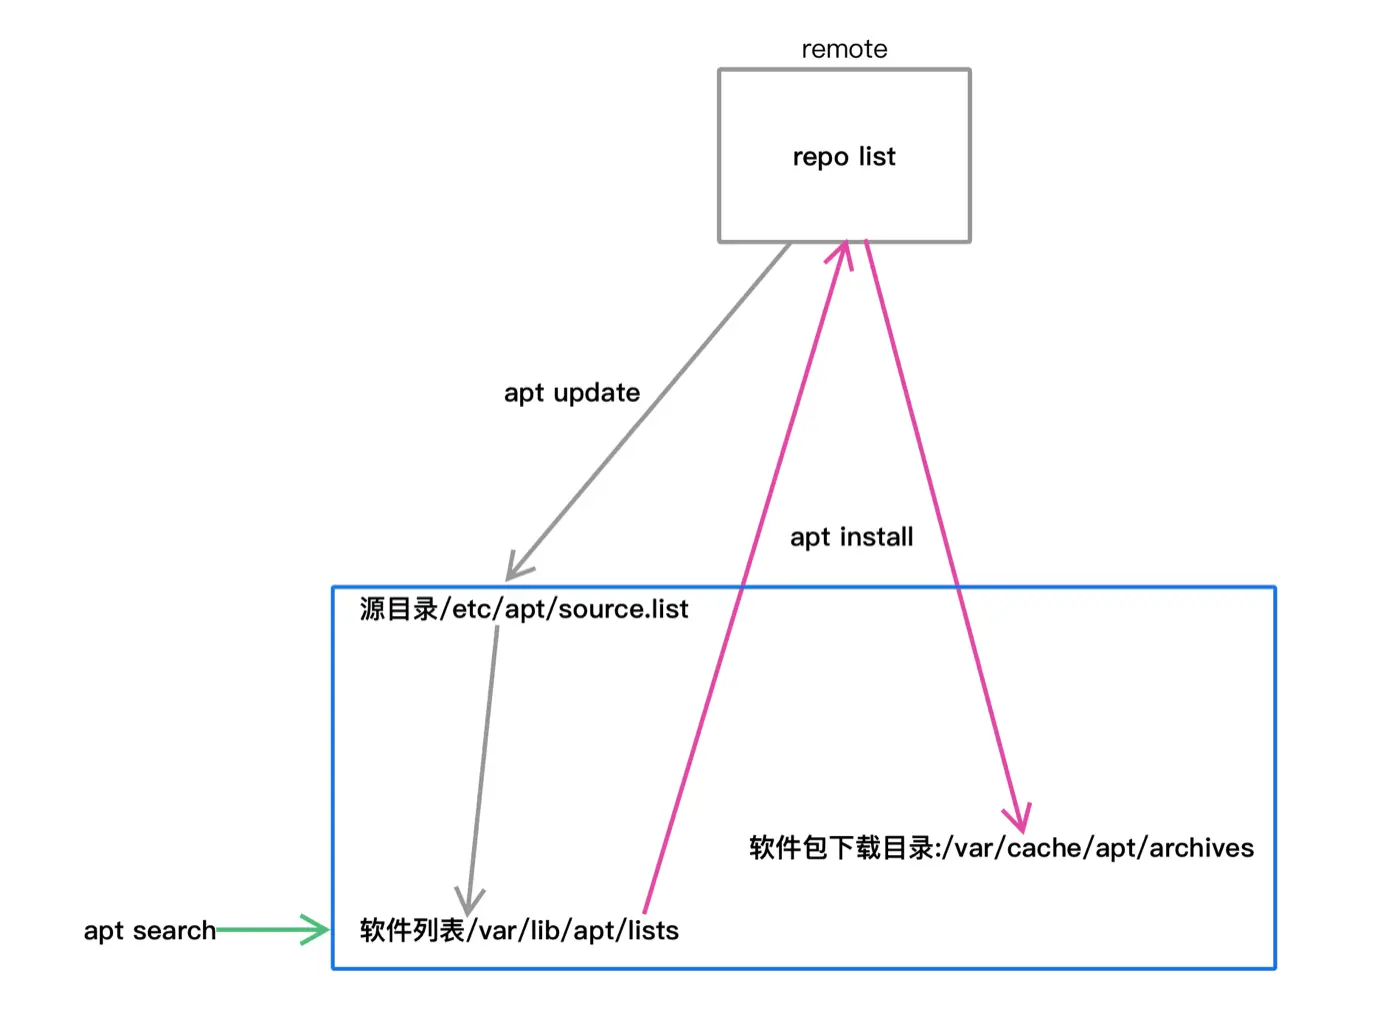 remote
repo list
apt update
apt install
源目录/etc/apt/source.list
软件包下载目录:/var/cache/apt/archives
apt search
软件列表/var/lib/apt/lists